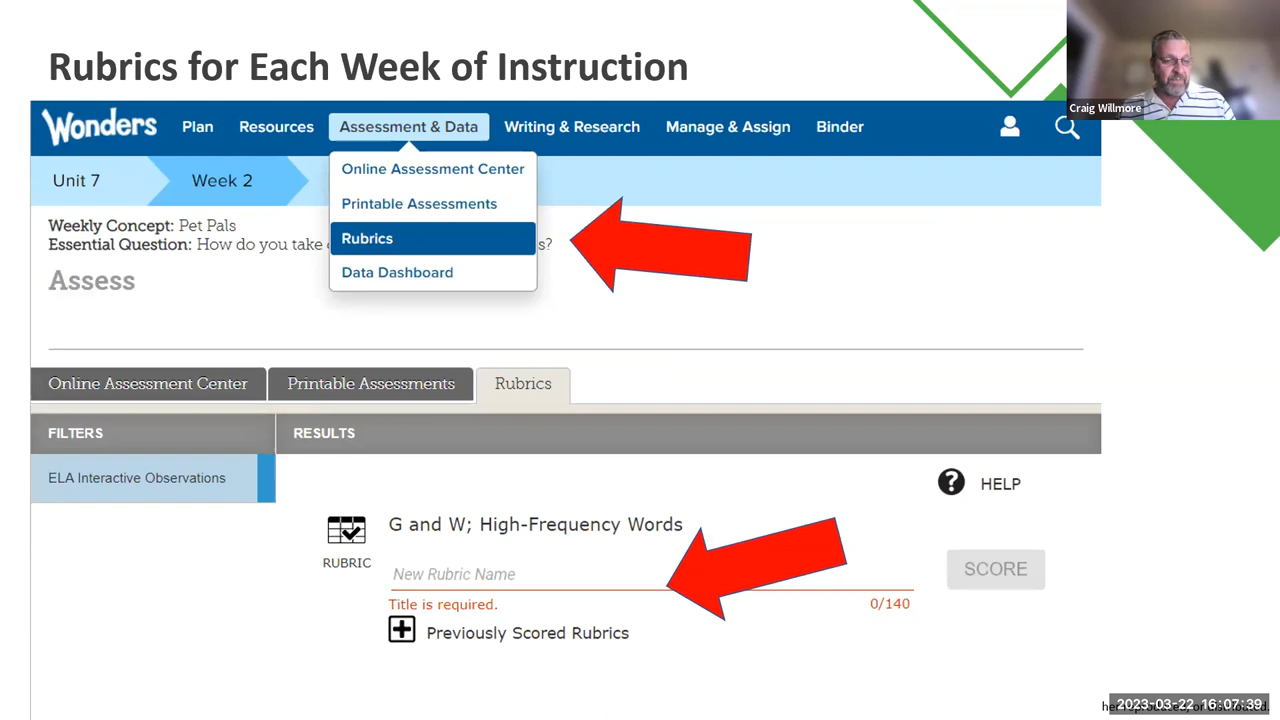 Rubrics for Each Week of Instruction
Craig Willmore
Wonders Plan Resources Assessment & Data Writing & Research Manage & Assign Binder
Unit 7 Week 2
Online Assessment Center
Printable Assessments
Rubrics
Data Dashboard
Weekly Concept: Pet Pals
Essential Question: How do you take s?
Assess
Online Assessment Center Printable Assessments Rubrics
FILTERS RESULTS
ELA Interactive Observations
? HELP
G and W; High-Frequency Words
RUBRIC
New Rubric Name
SCORE
Title is required. 0/140
Previously Scored Rubrics
2023-03-22 16:07:39